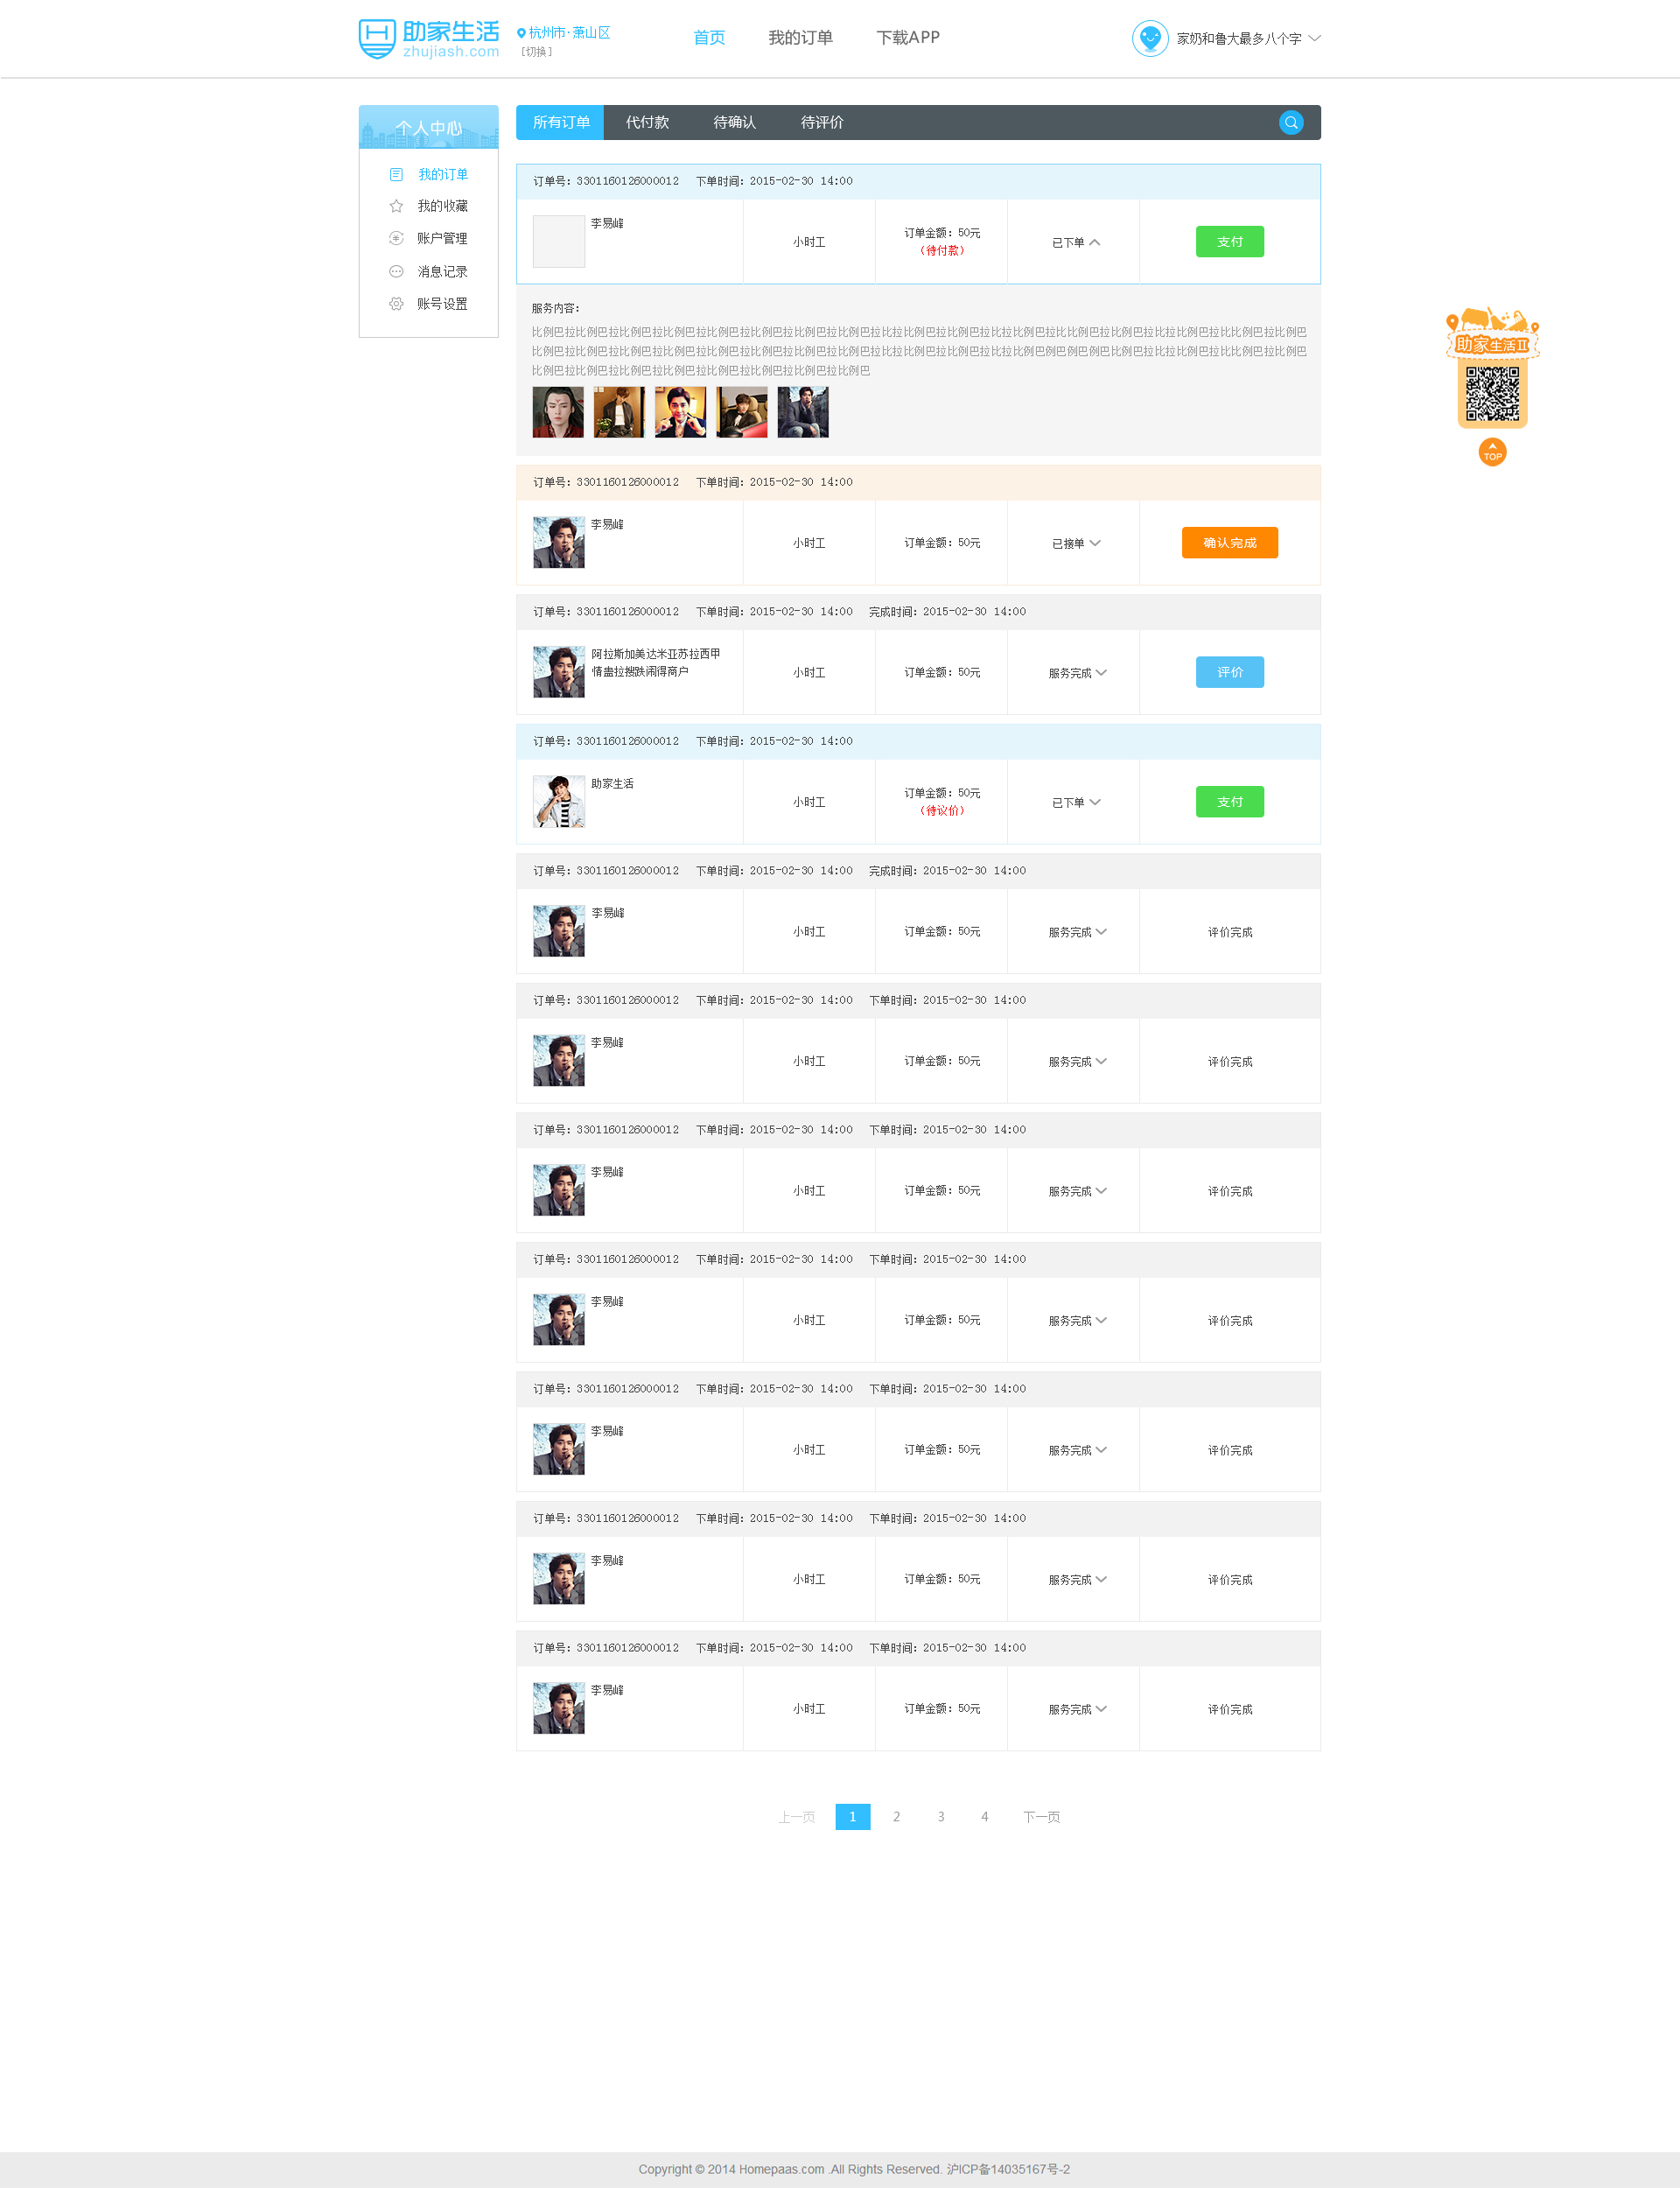 助家生活
zhujiash.com
杭州市·萧山区
[切换]
首页 我的订单 下载APP
家奶和鲁大最多八个字
个人中心
我的订单
我的收藏
账户管理
消息记录
账号设置
所有订单 代付款 待确认 待评价
订单号：3301160126000012 下单时间：2015-02-30 14:00
李易峰
小时工
订单金额：50元
（待付款）
已下单
支付
服务内容：
比例巴拉比例巴拉比例巴拉比例巴拉比例巴拉比例巴拉比例巴拉比例巴拉比拉比例巴拉比例巴拉比拉比例巴拉比比例巴拉比例巴拉比拉比例巴拉比比例巴拉比例巴
比例巴拉比例巴拉比例巴拉比例巴拉比例巴拉比例巴拉比例巴拉比例巴拉比拉比例巴拉比例巴拉比拉比例巴例巴例巴例巴比例巴拉比拉比例巴拉比比例巴拉比例巴
比例巴拉比例巴拉比例巴拉比例巴拉比例巴拉比例巴拉比例巴拉比例巴
助家生活II
TOP
订单号：3301160126000012 下单时间：2015-02-30 14:00
李易峰
小时工
订单金额：50元
已接单
确认完成
订单号：3301160126000012 下单时间：2015-02-30 14:00 完成时间：2015-02-30 14:00
阿拉斯加美达米亚苏拉西甲
情蛊拉搜跌闹得商户
小时工
订单金额：50元
服务完成
评价
订单号：3301160126000012 下单时间：2015-02-30 14:00
助家生活
小时工
订单金额：50元
（待议价）
已下单
支付
订单号：3301160126000012 下单时间：2015-02-30 14:00 完成时间：2015-02-30 14:00
李易峰
小时工
订单金额：50元
服务完成
评价完成
订单号：3301160126000012 下单时间：2015-02-30 14:00 下单时间：2015-02-30 14:00
李易峰
小时工
订单金额：50元
服务完成
评价完成
订单号：3301160126000012 下单时间：2015-02-30 14:00 下单时间：2015-02-30 14:00
李易峰
小时工
订单金额：50元
服务完成
评价完成
订单号：3301160126000012 下单时间：2015-02-30 14:00 下单时间：2015-02-30 14:00
李易峰
小时工
订单金额：50元
服务完成
评价完成
订单号：3301160126000012 下单时间：2015-02-30 14:00 下单时间：2015-02-30 14:00
李易峰
小时工
订单金额：50元
服务完成
评价完成
订单号：3301160126000012 下单时间：2015-02-30 14:00 下单时间：2015-02-30 14:00
李易峰
小时工
订单金额：50元
服务完成
评价完成
订单号：3301160126000012 下单时间：2015-02-30 14:00 下单时间：2015-02-30 14:00
李易峰
小时工
订单金额：50元
服务完成
评价完成
上一页 1 2 3 4 下一页
Copyright © 2014 Homepaas.com .All Rights Reserved. 沪ICP备14035167号-2